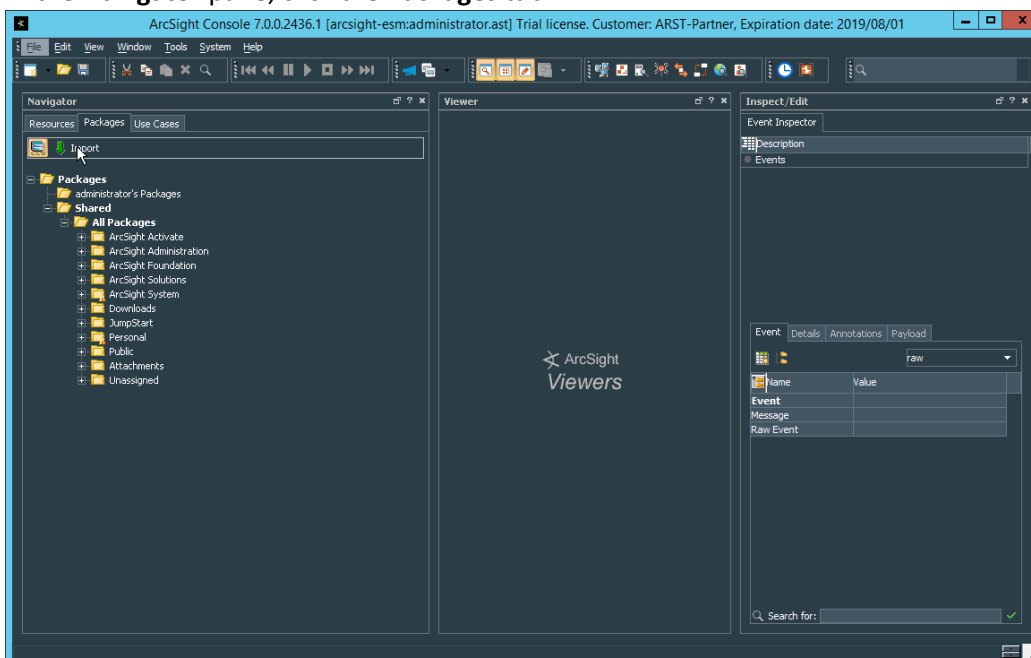 ArcSight Console 7.0.0.2436.1 [arcsight-esm:administrator.ast] Trial license. Customer: ARST-Partner, Expiration date: 2019/08/01
File Edit View Window Tools System Help
Navigator
Resources Packages Use Cases
Import
Packages
administrator's Packages
Shared
All Packages
ArcSight Activate
ArcSight Administration
ArcSight Foundation
ArcSight Solutions
ArcSight System
Downloads
JumpStart
Personal
Public
Attachments
Unassigned
Viewer
ArcSight
Viewers
Inspect/Edit
Event Inspector
Description
Events
Event Details Annotations Payload
raw
Name Value
Event
Message
Raw Event
Search for: